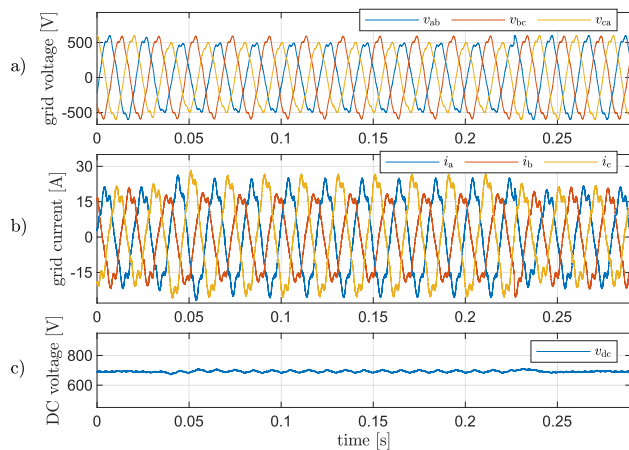 v_ab v_bc v_ca
a)
grid voltage [V]
500
0
-500
0 0.05 0.1 0.15 0.2 0.25
i_a i_b i_c
b)
grid current [A]
30
15
0
-15
0 0.05 0.1 0.15 0.2 0.25
c)
DC voltage [V]
800
600
v_dc
0 0.05 0.1 0.15 0.2 0.25
time [s]